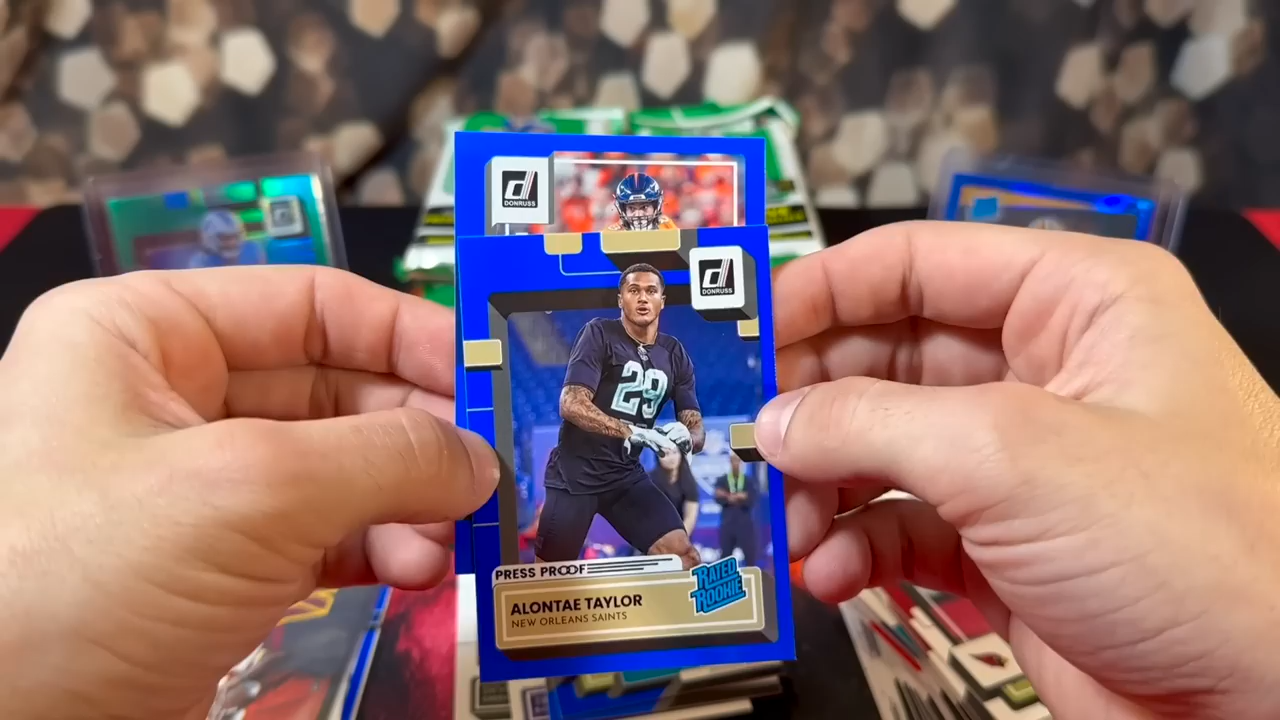 DONRUSS
DONRUSS
29
PRESS PROOF
RATED
ROOKIE
ALONTAE TAYLOR
NEW ORLEANS SAINTS